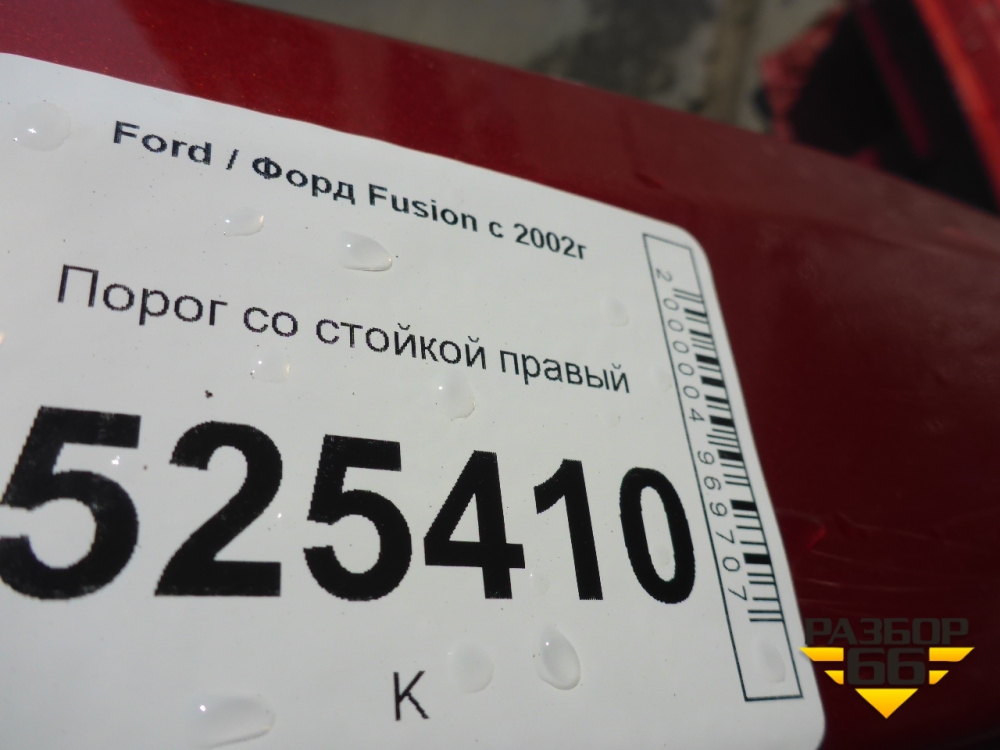 Ford / Форд Fusion с 2002г
Порог со стойкой правый
525410
К
2000004969707
РАЗБОР
66